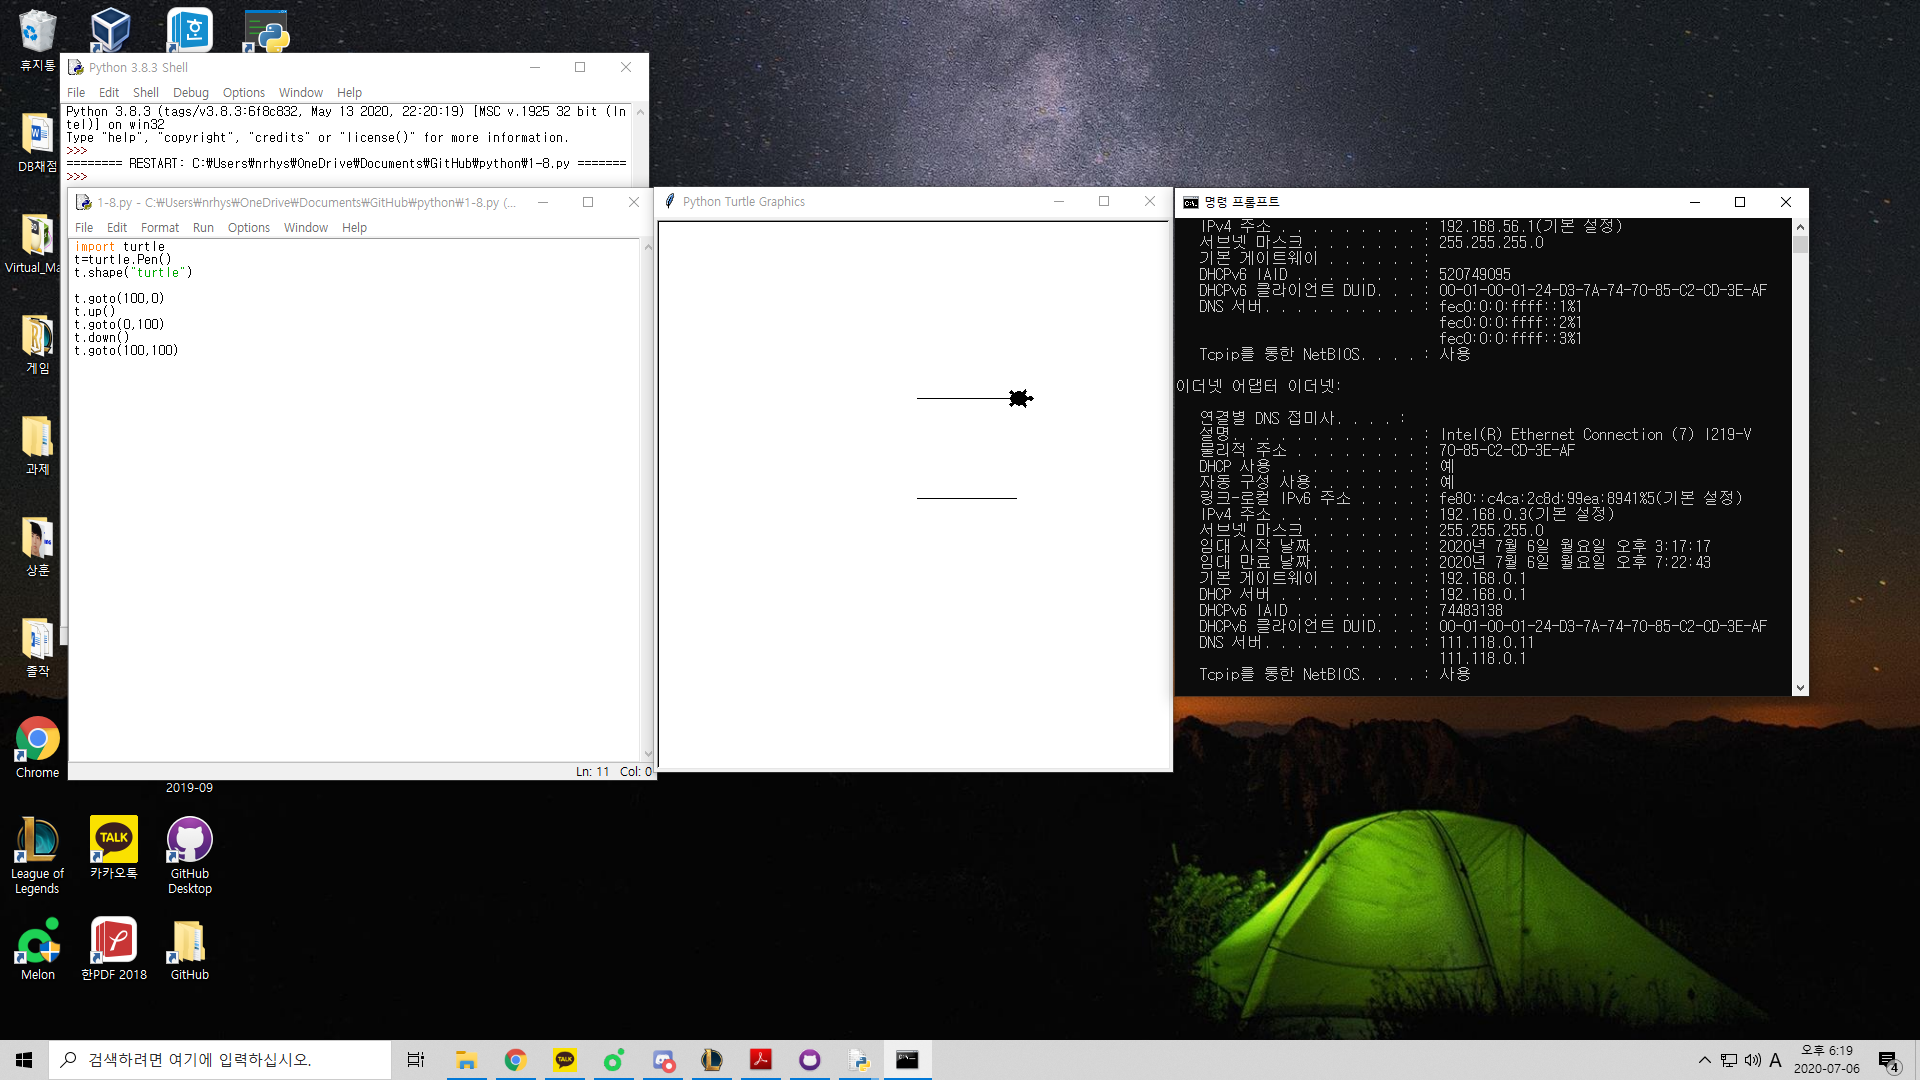 휴지통
DB채점
Virtual_Ma
게임
과제
상훈
졸작
Chrome
2019-09
League of
Legends
카카오톡
GitHub
Desktop
Melon
한PDF 2018
GitHub
Python 3.8.3 Shell
File Edit Shell Debug Options Window Help
Python 3.8.3 (tags/v3.8.3:6f8c832, May 13 2020, 22:20:19) [MSC v.1925 32 bit (In
tel)] on win32
Type "help", "copyright", "credits" or "license()" for more information.
>>>
======== RESTART: C:₩Users₩nrhys₩OneDrive₩Documents₩GitHub₩python₩1-8.py =======
>>>
1-8.py - C:₩Users₩nrhys₩OneDrive₩Documents₩GitHub₩python₩1-8.py (...
File Edit Format Run Options Window Help
import turtle
t=turtle.Pen()
t.shape("turtle")
t.goto(100,0)
t.up()
t.goto(0,100)
t.down()
t.goto(100,100)
Ln: 11 Col: 0
Python Turtle Graphics
명령 프롬프트
IPv4 주소 . . . . . . . . . : 192.168.56.1(기본 설정)
서브넷 마스크 . . . . . . . : 255.255.255.0
기본 게이트웨이 . . . . . . :
DHCPv6 IAID . . . . . . . . : 520749095
DHCPv6 클라이언트 DUID. . . : 00-01-00-01-24-D3-7A-74-70-85-C2-CD-3E-AF
DNS 서버. . . . . . . . . . : fec0:0:0:ffff::1%1
fec0:0:0:ffff::2%1
fec0:0:0:ffff::3%1
Tcpip를 통한 NetBIOS. . . . : 사용
이더넷 어댑터 이더넷:
연결별 DNS 접미사. . . . :
설명. . . . . . . . . . . . : Intel(R) Ethernet Connection (7) I219-V
물리적 주소 . . . . . . . . : 70-85-C2-CD-3E-AF
DHCP 사용 . . . . . . . . . : 예
자동 구성 사용. . . . . . . : 예
링크-로컬 IPv6 주소 . . . . : fe80::c4ca:2c8d:99ea:8941%5(기본 설정)
IPv4 주소 . . . . . . . . . : 192.168.0.3(기본 설정)
서브넷 마스크 . . . . . . . : 255.255.255.0
임대 시작 날짜. . . . . . . : 2020년 7월 6일 월요일 오후 3:17:17
임대 만료 날짜. . . . . . . : 2020년 7월 6일 월요일 오후 7:22:43
기본 게이트웨이 . . . . . . : 192.168.0.1
DHCP 서버 . . . . . . . . . : 192.168.0.1
DHCPv6 IAID . . . . . . . . : 74483138
DHCPv6 클라이언트 DUID. . . : 00-01-00-01-24-D3-7A-74-70-85-C2-CD-3E-AF
DNS 서버. . . . . . . . . . : 111.118.0.11
111.118.0.1
Tcpip를 통한 NetBIOS. . . . : 사용
검색하려면 여기에 입력하십시오.
A
오후 6:19
2020-07-06
4